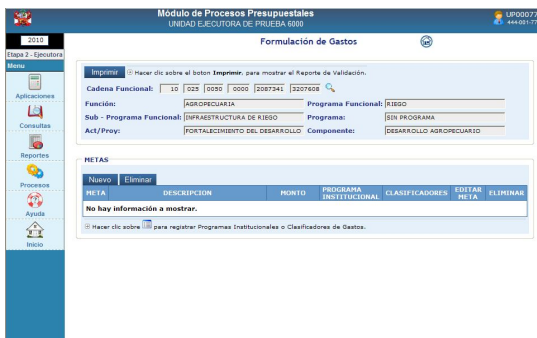 Módulo de Procesos Presupuestales
UNIDAD EJECUTORA DE PRUEBA 6000
UP00077
444-001-77
2010
Etapa 2 - Ejecutora
Menu
Aplicaciones
Consultas
Reportes
Procesos
Ayuda
Inicio
Formulación de Gastos
Imprimir Hacer clic sobre el boton Imprimir, para mostrar el Reporte de Validación.
Cadena Funcional: 10 025 0050 0000 2087341 3207608
Función: AGROPECUARIA Programa Funcional: RIEGO
Sub - Programa Funcional: INFRAESTRUCTURA DE RIEGO Programa: SIN PROGRAMA
Act/Proy: FORTALECIMIENTO DEL DESARROLLO Componente: DESARROLLO AGROPECUARIO
METAS
Nuevo Eliminar
META DESCRIPCION MONTO PROGRAMA INSTITUCIONAL CLASIFICADORES EDITAR META ELIMINAR
No hay información a mostrar.
Hacer clic sobre para registrar Programas Institucionales o Clasificadores de Gastos.